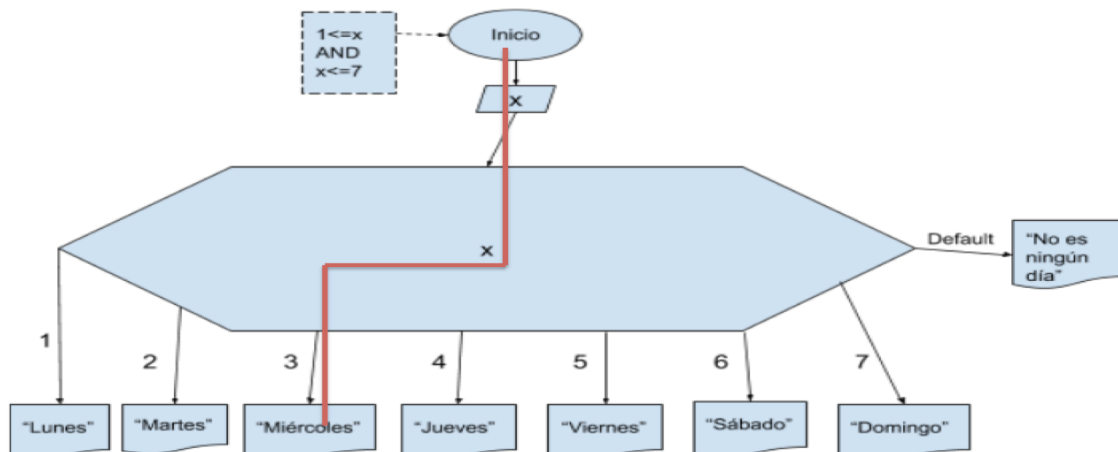 1<=x
AND
x<=7
Inicio
x
x
Default
“No es
ningún
día”
1
2
3
4
5
6
7
“Lunes”
“Martes”
“Miércoles”
“Jueves”
“Viernes”
“Sábado”
“Domingo”